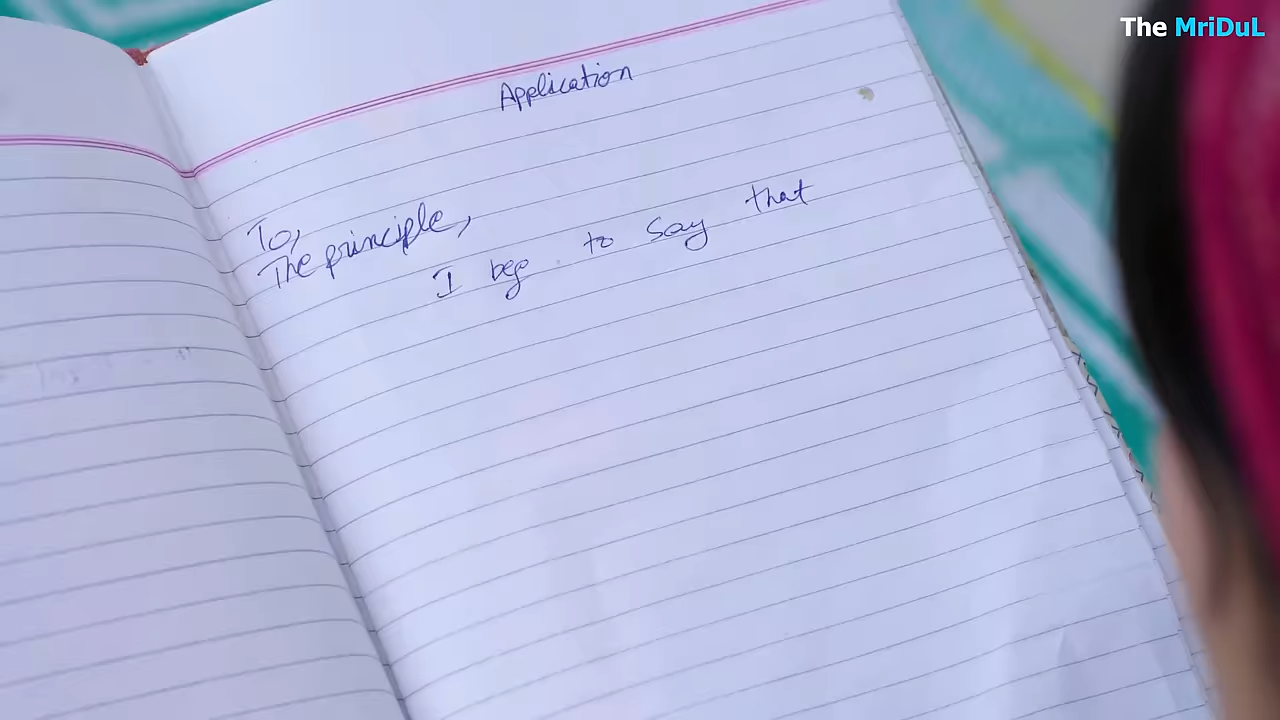 The MriDuL
Application
To,
The principle,
I beg to say that